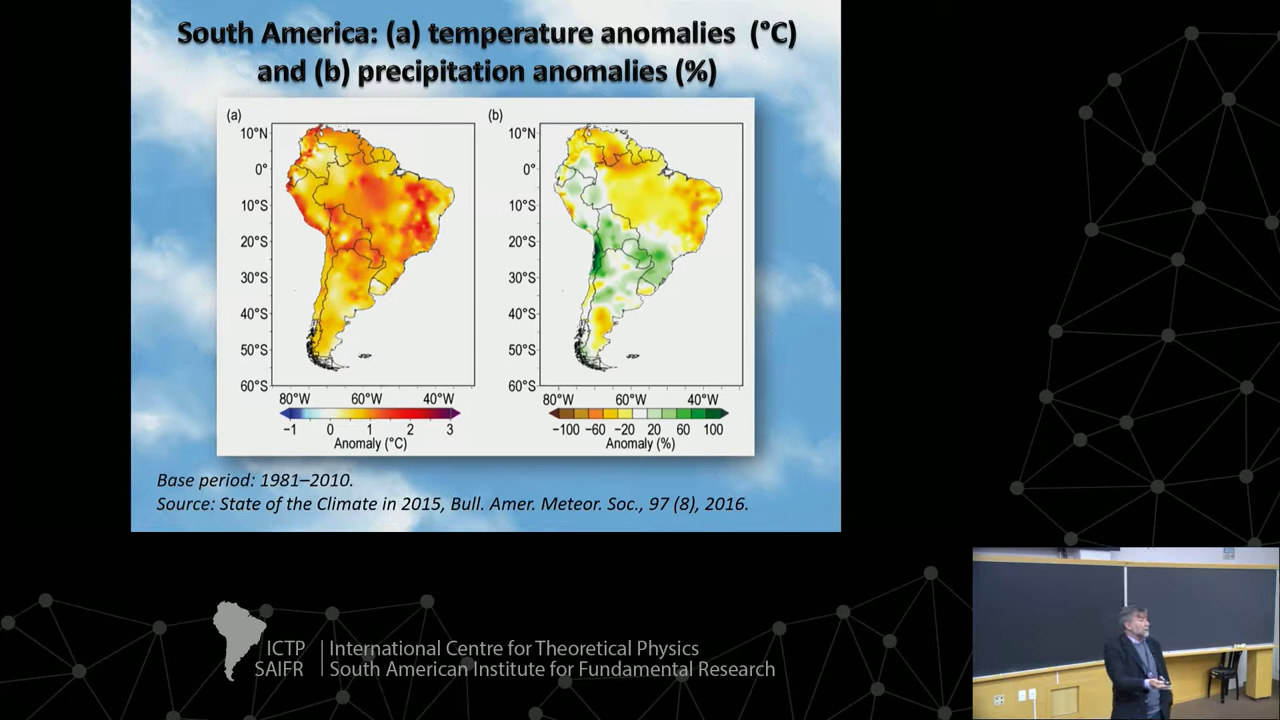 South America: (a) temperature anomalies (°C)
and (b) precipitation anomalies (%)
(a)
10°N
0°
10°S
20°S
30°S
40°S
50°S
60°S
80°W 60°W 40°W
−1 0 1 2 3
Anomaly (°C)
(b)
10°N
0°
10°S
20°S
30°S
40°S
50°S
60°S
80°W 60°W 40°W
−100 −60 −20 20 60 100
Anomaly (%)
Base period: 1981–2010.
Source: State of the Climate in 2015, Bull. Amer. Meteor. Soc., 97 (8), 2016.
ICTP International Centre for Theoretical Physics
SAIFR South American Institute for Fundamental Research